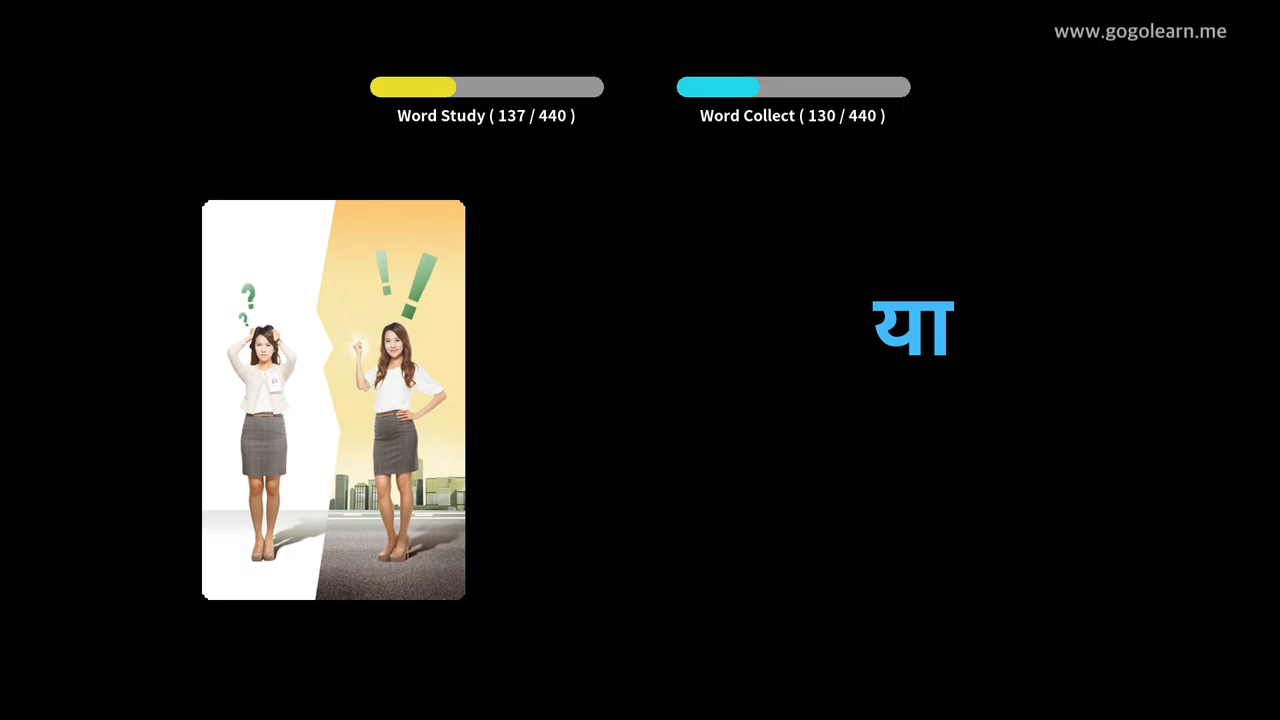 www.gogolearn.me
Word Study ( 137 / 440 )
Word Collect ( 130 / 440 )
? ?
! !
या